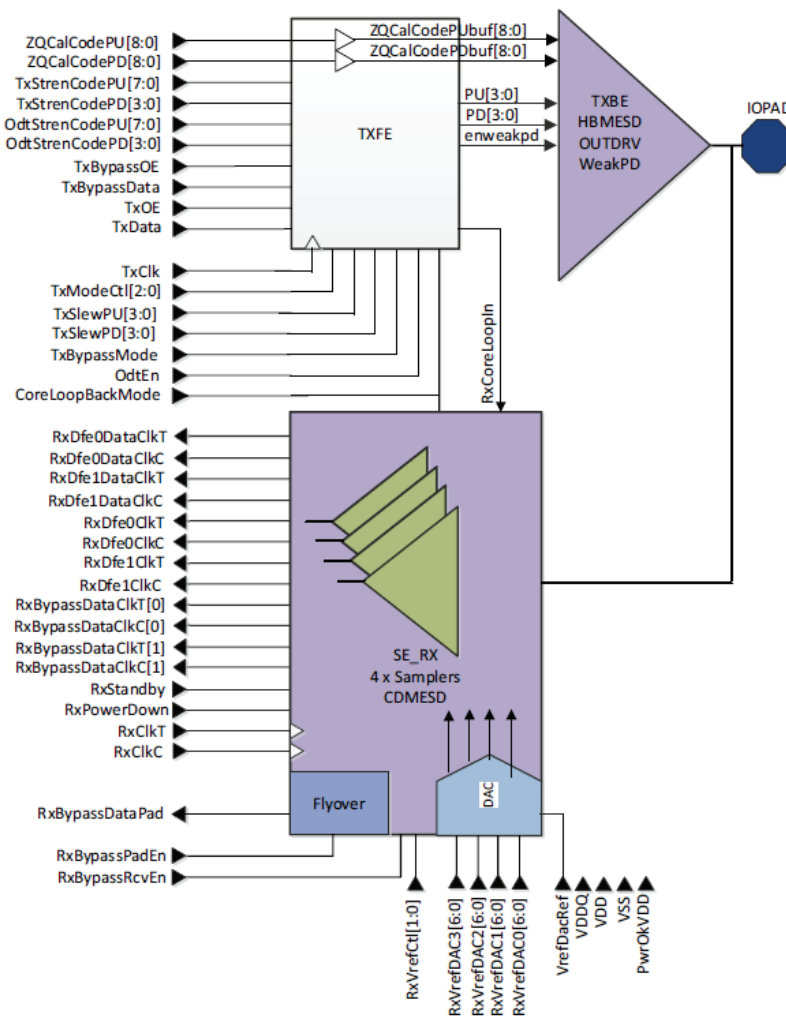 ZQCalCodePU[8:0]
ZQCalCodePD[8:0]
TxStrenCodePU[7:0]
TxStrenCodePD[3:0]
OdtStrenCodePU[7:0]
OdtStrenCodePD[3:0]
TxBypassOE
TxBypassData
TxOE
TxData
TxClk
TxModeCtl[2:0]
TxSlewPU[3:0]
TxSlewPD[3:0]
TxBypassMode
OdtEn
CoreLoopBackMode
TXFE
ZQCalCodePUbuf[8:0]
ZQCalCodePDbuf[8:0]
PU[3:0]
PD[3:0]
enweakpd
TXBE
HBMESD
OUTDRV
WeakPD
IOPAD
RxCoreLoopIn
RxDfe0DataClkT
RxDfe0DataClkC
RxDfe1DataClkT
RxDfe1DataClkC
RxDfe0ClkT
RxDfe0ClkC
RxDfe1ClkT
RxDfe1ClkC
RxBypassDataClkT[0]
RxBypassDataClkC[0]
RxBypassDataClkT[1]
RxBypassDataClkC[1]
RxStandby
RxPowerDown
RxClkT
RxClkC
RxBypassDataPad
RxBypassPadEn
RxBypassRcvEn
SE_RX
4 x Samplers
CDMESD
Flyover
DAC
RxVrefCtl[1:0]
RxVrefDAC3[6:0]
RxVrefDAC2[6:0]
RxVrefDAC1[6:0]
RxVrefDAC0[6:0]
VrefDacRef
VDDQ
VDD
VSS
PwrOkVDD